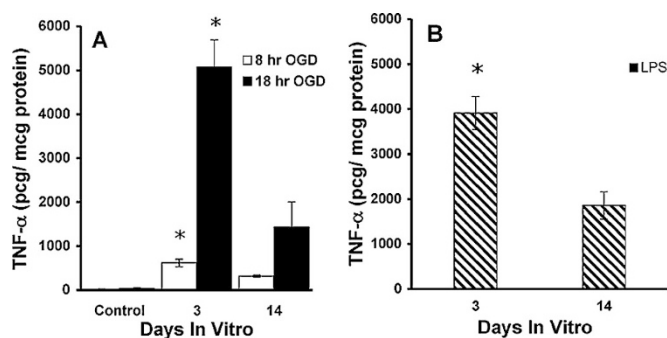 A
TNF-α (pcg/ mcg protein)
6000
5000
4000
3000
2000
1000
0
*
*
8 hr OGD
18 hr OGD
Control 3 14
Days In Vitro
B
TNF-α (pcg/ mcg protein)
6000
5000
4000
3000
2000
1000
0
*
LPS
3 14
Days In Vitro